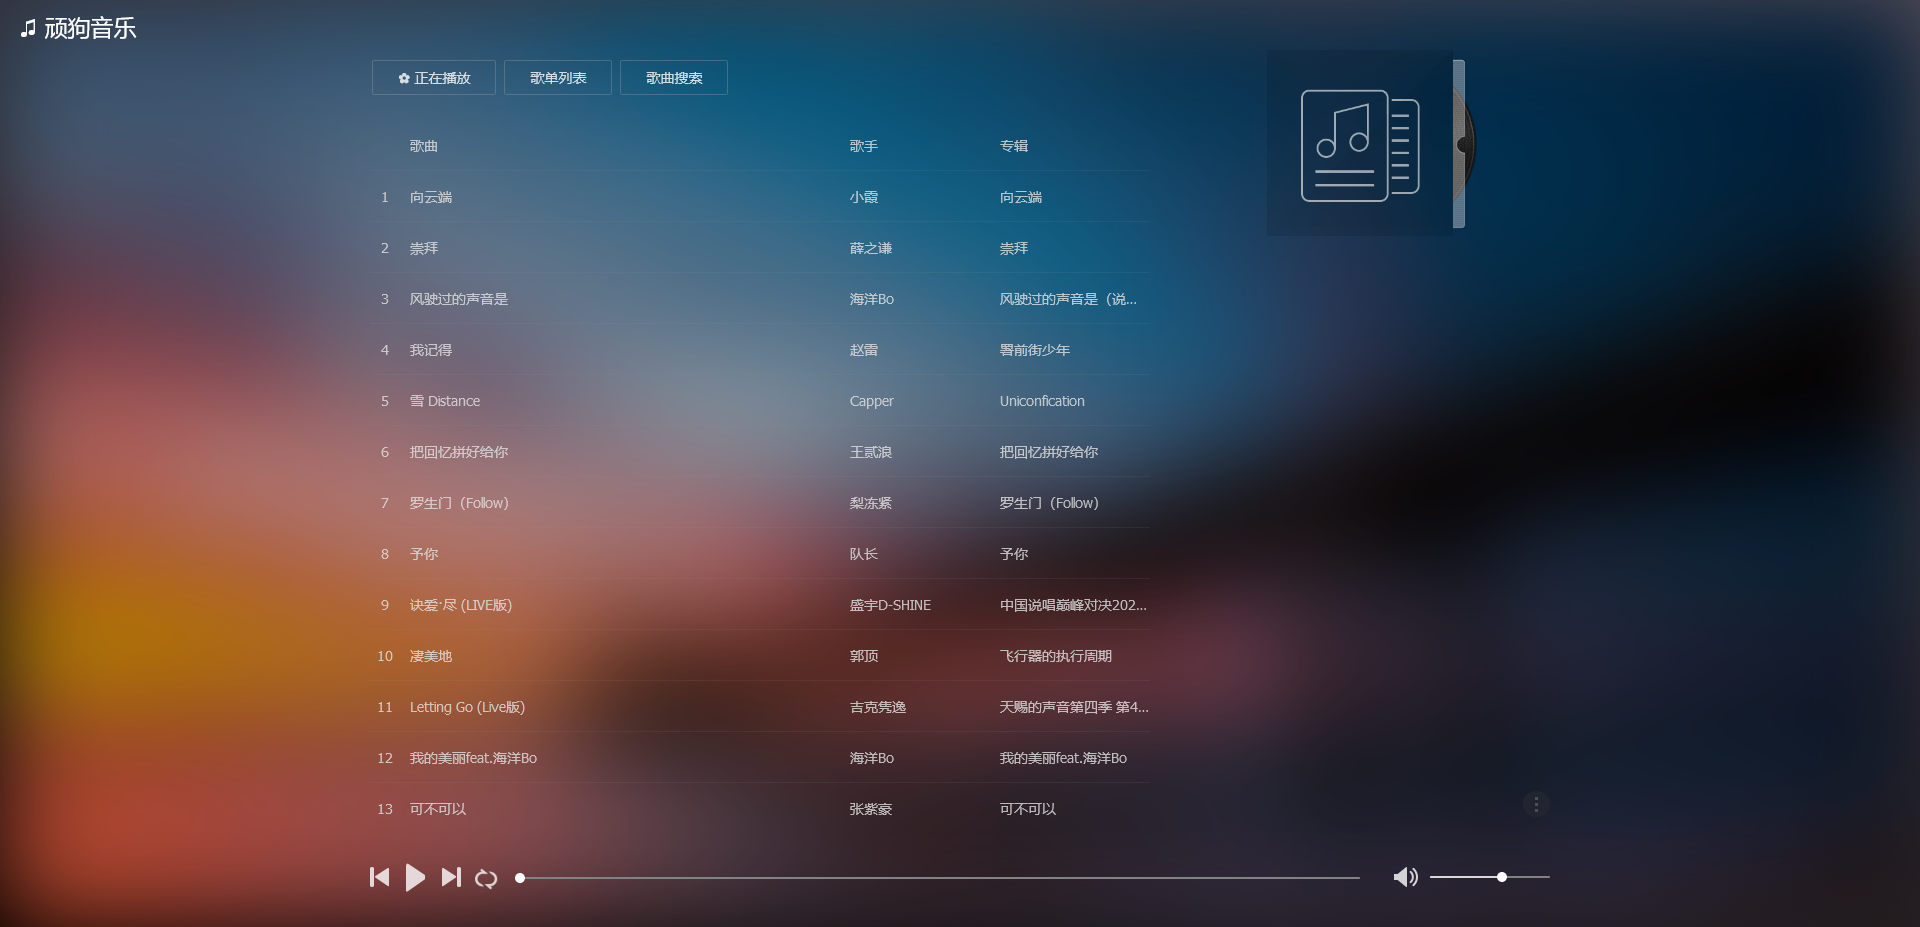 顽狗音乐
正在播放 歌单列表 歌曲搜索
歌曲 歌手 专辑
1 向云端 小霞 向云端
2 崇拜 薛之谦 崇拜
3 风驶过的声音是 海洋Bo 风驶过的声音是（说...
4 我记得 赵雷 署前街少年
5 雪 Distance Capper Uniconfication
6 把回忆拼好给你 王贰浪 把回忆拼好给你
7 罗生门（Follow） 梨冻紧 罗生门（Follow）
8 予你 队长 予你
9 诀爱·尽 (LIVE版) 盛宇D-SHINE 中国说唱巅峰对决202...
10 凄美地 郭顶 飞行器的执行周期
11 Letting Go (Live版) 吉克隽逸 天赐的声音第四季 第4...
12 我的美丽feat.海洋Bo 海洋Bo 我的美丽feat.海洋Bo
13 可不可以 张紫豪 可不可以